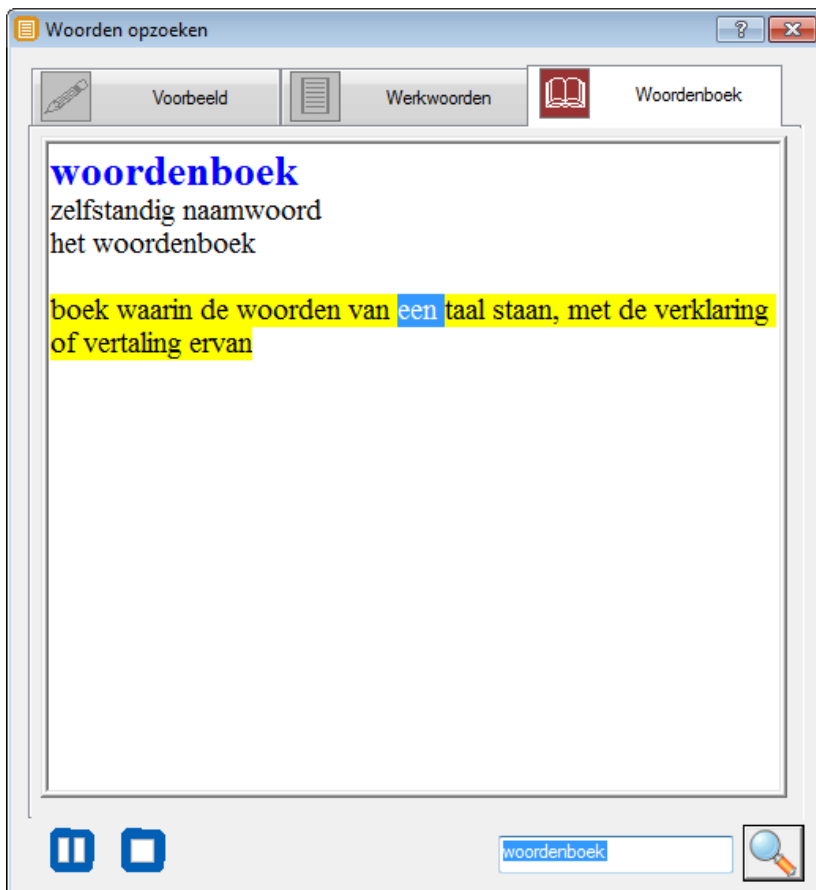 Woorden opzoeken
Voorbeeld
Werkwoorden
Woordenboek
woordenboek
zelfstandig naamwoord
het woordenboek
boek waarin de woorden van een taal staan, met de verklaring
of vertaling ervan
woordenboek